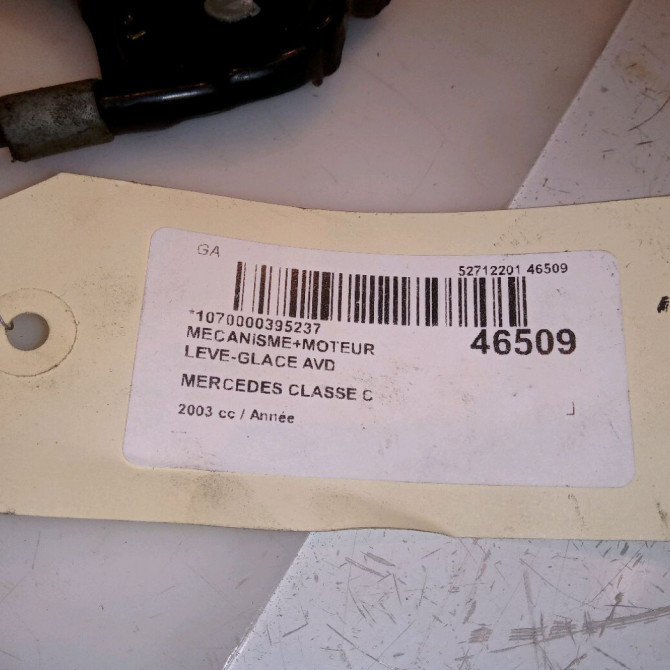 GA
52712201 46509
*1070000395237
46509
MECANISME+MOTEUR
LEVE-GLACE AVD
MERCEDES CLASSE C
2003 cc / Année